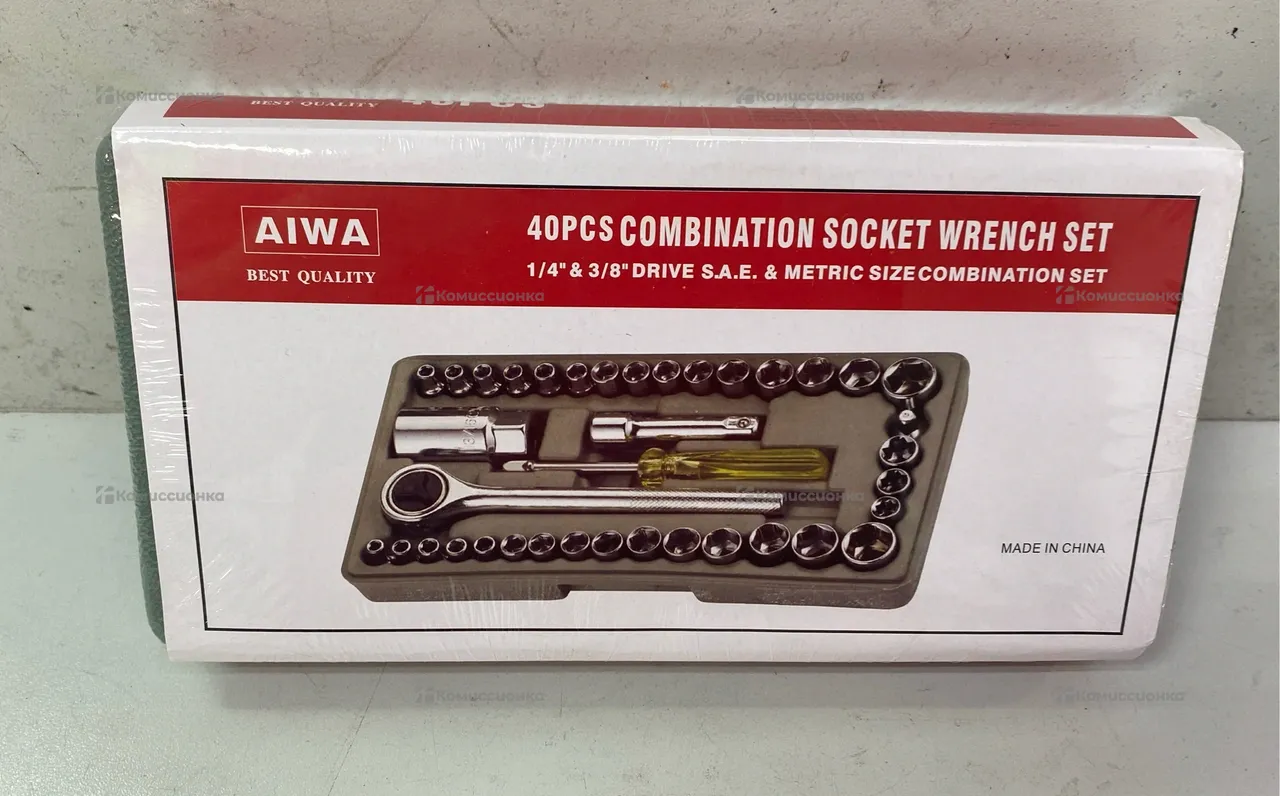 BEST QUALITY 40PCS
AIWA
BEST QUALITY
40PCS COMBINATION SOCKET WRENCH SET
1/4" & 3/8" DRIVE S.A.E. & METRIC SIZE COMBINATION SET
MADE IN CHINA
Комиссионка
Комиссионка
Комиссионка
Комиссионка
Комиссионка
Комиссионка
Комиссионка
Комиссионка